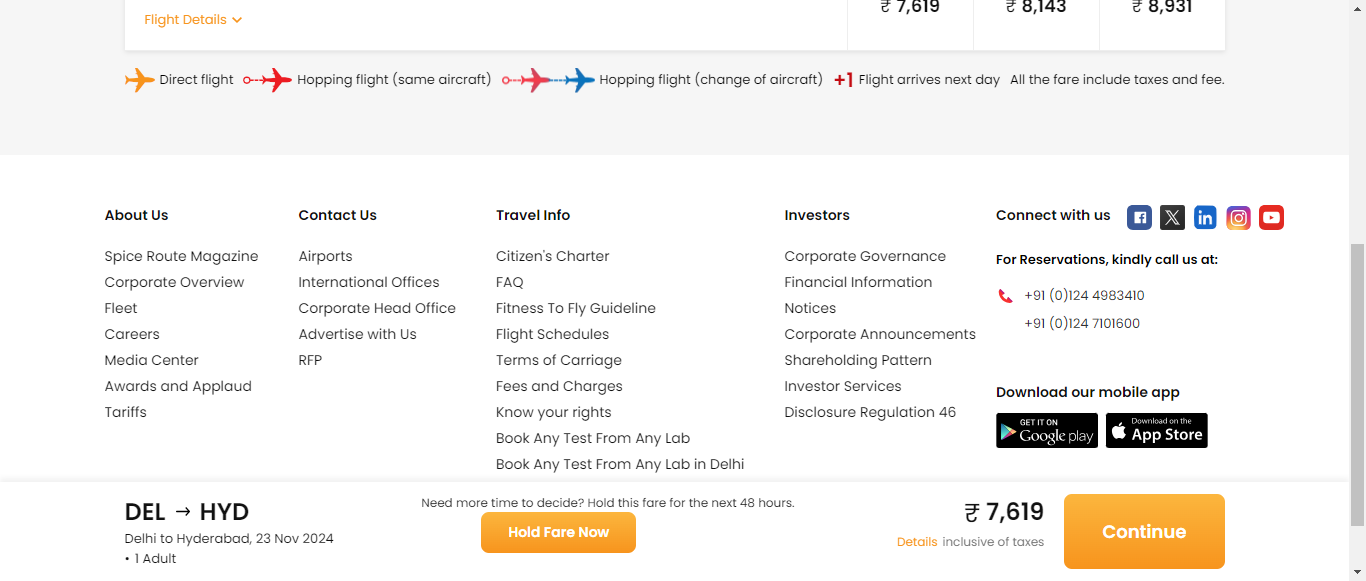 Flight Details
₹ 7,619
₹ 8,143
₹ 8,931
Direct flight
Hopping flight (same aircraft)
Hopping flight (change of aircraft)
+1 Flight arrives next day
All the fare include taxes and fee.
About Us
Spice Route Magazine
Corporate Overview
Fleet
Careers
Media Center
Awards and Applaud
Tariffs
Contact Us
Airports
International Offices
Corporate Head Office
Advertise with Us
RFP
Travel Info
Citizen's Charter
FAQ
Fitness To Fly Guideline
Flight Schedules
Terms of Carriage
Fees and Charges
Know your rights
Book Any Test From Any Lab
Book Any Test From Any Lab in Delhi
Investors
Corporate Governance
Financial Information
Notices
Corporate Announcements
Shareholding Pattern
Investor Services
Disclosure Regulation 46
Connect with us
For Reservations, kindly call us at:
+91 (0)124 4983410
+91 (0)124 7101600
Download our mobile app
GET IT ON
Google play
Download on the
App Store
DEL → HYD
Delhi to Hyderabad, 23 Nov 2024
• 1 Adult
Need more time to decide? Hold this fare for the next 48 hours.
Hold Fare Now
₹ 7,619
Details inclusive of taxes
Continue